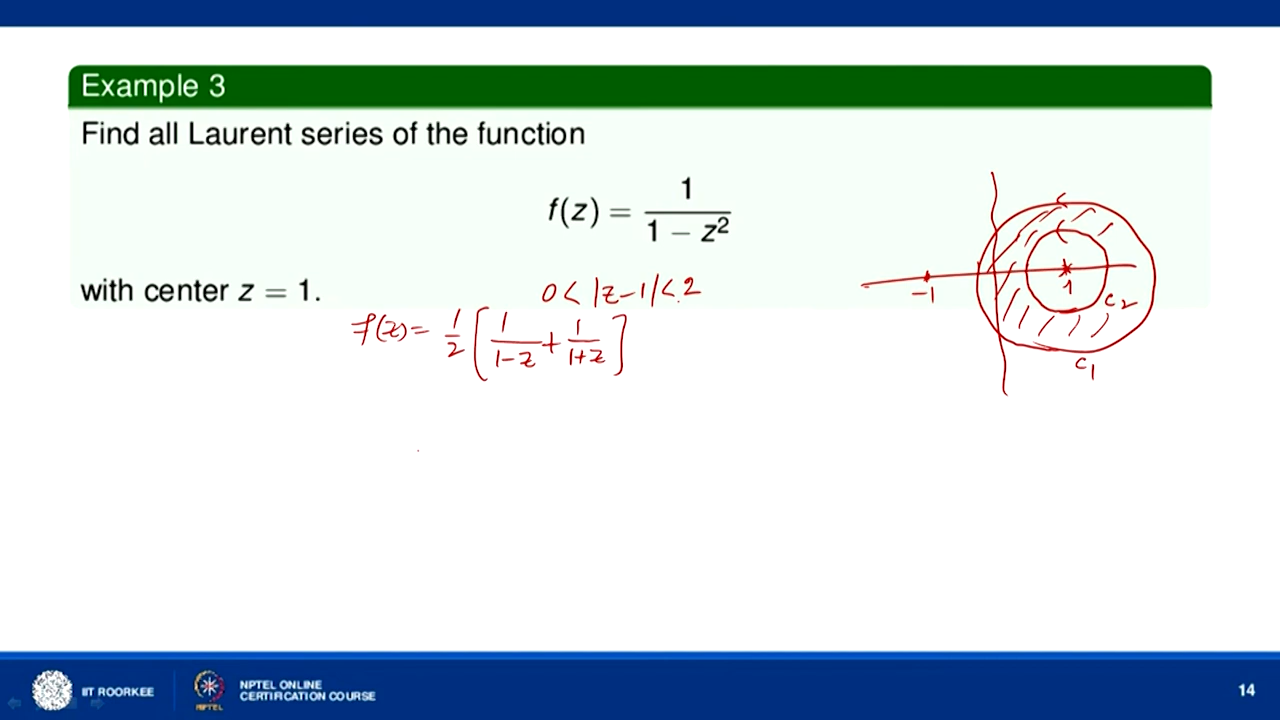 Example 3
Find all Laurent series of the function
f(z) = 1 / (1 − z²)
with center z = 1.
0 < |z−1| < 2
f(z) = 1/2 [ 1/(1−z) + 1/(1+z) ]
−1
1
C₂
C₁
IIT ROORKEE
NPTEL
NPTEL ONLINE
CERTIFICATION COURSE
14